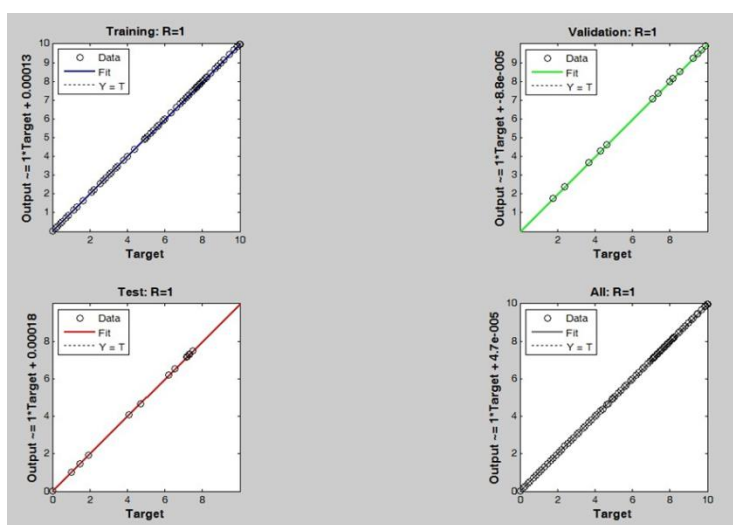 Training: R=1
Output ~= 1*Target + 0.00013
10
9
8
7
6
5
4
3
2
1
Data
Fit
Y = T
2
4
6
8
10
Target
Validation: R=1
Output ~= 1*Target + -8.8e-005
9
8
7
6
5
4
3
2
1
Data
Fit
Y = T
2
4
6
8
Target
Test: R=1
Output ~= 1*Target + 0.00018
8
6
4
2
0
Data
Fit
Y = T
0
2
4
6
8
Target
All: R=1
Output ~= 1*Target + 4.7e-005
10
8
6
4
2
0
Data
Fit
Y = T
0
2
4
6
8
10
Target